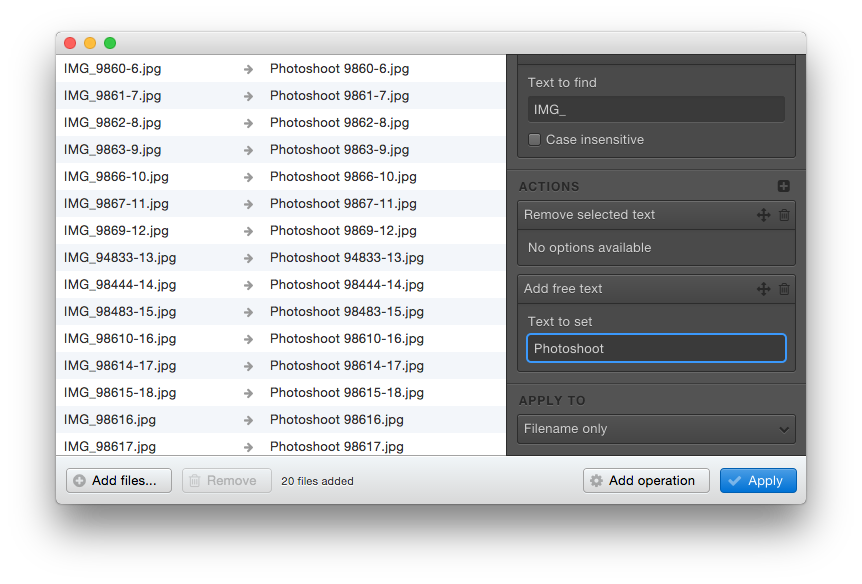 IMG_9860-6.jpg Photoshoot 9860-6.jpg
IMG_9861-7.jpg Photoshoot 9861-7.jpg
IMG_9862-8.jpg Photoshoot 9862-8.jpg
IMG_9863-9.jpg Photoshoot 9863-9.jpg
IMG_9866-10.jpg Photoshoot 9866-10.jpg
IMG_9867-11.jpg Photoshoot 9867-11.jpg
IMG_9869-12.jpg Photoshoot 9869-12.jpg
IMG_94833-13.jpg Photoshoot 94833-13.jpg
IMG_98444-14.jpg Photoshoot 98444-14.jpg
IMG_98483-15.jpg Photoshoot 98483-15.jpg
IMG_98610-16.jpg Photoshoot 98610-16.jpg
IMG_98614-17.jpg Photoshoot 98614-17.jpg
IMG_98615-18.jpg Photoshoot 98615-18.jpg
IMG_98616.jpg Photoshoot 98616.jpg
IMG_98617.jpg Photoshoot 98617.jpg
Text to find
IMG_
Case insensitive
ACTIONS
Remove selected text
No options available
Add free text
Text to set
Photoshoot
APPLY TO
Filename only
Add files... Remove 20 files added Add operation Apply